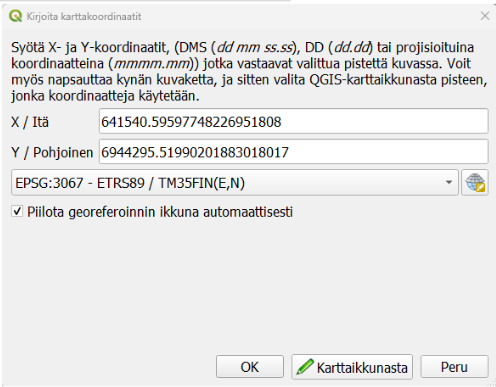 Kirjoita karttakoordinaatit
Syötä X- ja Y-koordinaatit, (DMS (dd mm ss.ss), DD (dd.dd) tai projisioituina
koordinaatteina (mmmm.mm)) jotka vastaavat valittua pistettä kuvassa. Voit
myös napsauttaa kynän kuvaketta, ja sitten valita QGIS-karttaikkunasta pisteen,
jonka koordinaatteja käytetään.
X / Itä 641540.59597748226951808
Y / Pohjoinen 6944295.51990201883018017
EPSG:3067 - ETRS89 / TM35FIN(E,N)
Piilota georeferoinnin ikkuna automaattisesti
OK Karttaikkunasta Peru